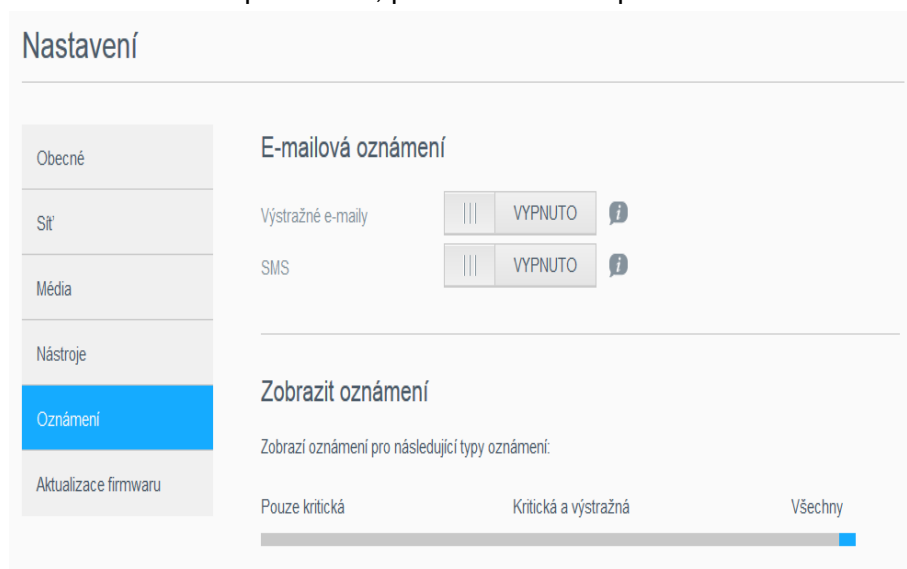 Nastavení
Obecné
Síť
Média
Nástroje
Oznámení
Aktualizace firmwaru
E-mailová oznámení
Výstražné e-maily VYPNUTO
SMS VYPNUTO
Zobrazit oznámení
Zobrazí oznámení pro následující typy oznámení:
Pouze kritická Kritická a výstražná Všechny